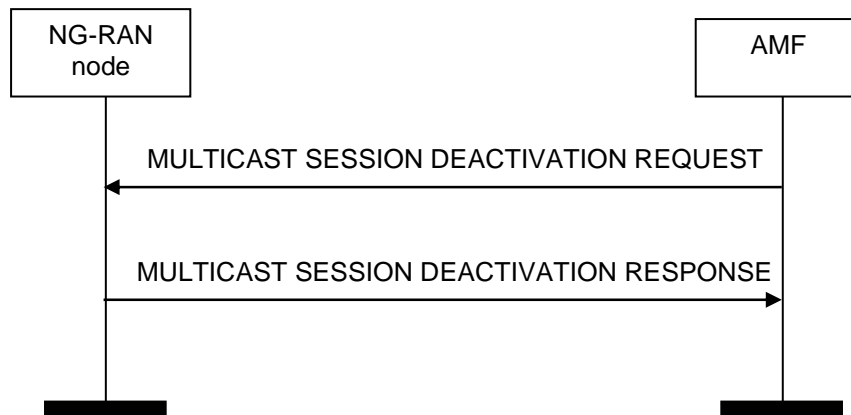 NG-RAN
node
AMF
MULTICAST SESSION DEACTIVATION REQUEST
MULTICAST SESSION DEACTIVATION RESPONSE